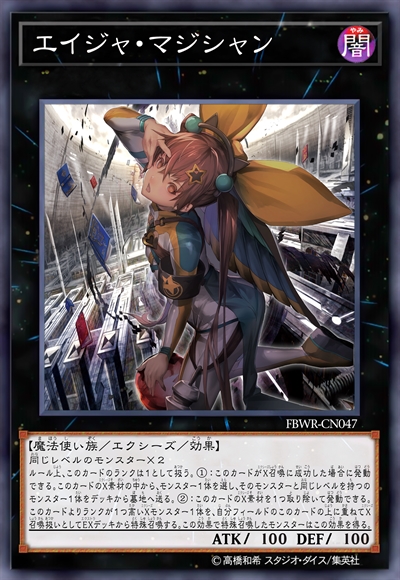 エイジャ・マジシャン
闇
やみ
FBWR-CN047
【魔法使い族／エクシーズ／効果】
同じレベルのモンスター×２
ルール上、このカードのランクは１として扱う。①：このカードがX召喚に成功した場合に発動
できる。このカードのX素材の中から、モンスター１体を選し、そのモンスターと同じレベルを持つの
モンスター１体をデッキから墓地へ送る。②：このカードのX素材を１つ取り除いて発動できる。
このカードよりランクが１つ高いXモンスター１体を、自分フィールドのこのカードの上に重ねてX
召喚扱いとしてEXデッキから特殊召喚する。この効果で特殊召喚したモンスターはこの効果を得る。
ATK/ 100 DEF/ 100
©高橋和希 スタジオ・ダイス/集英社